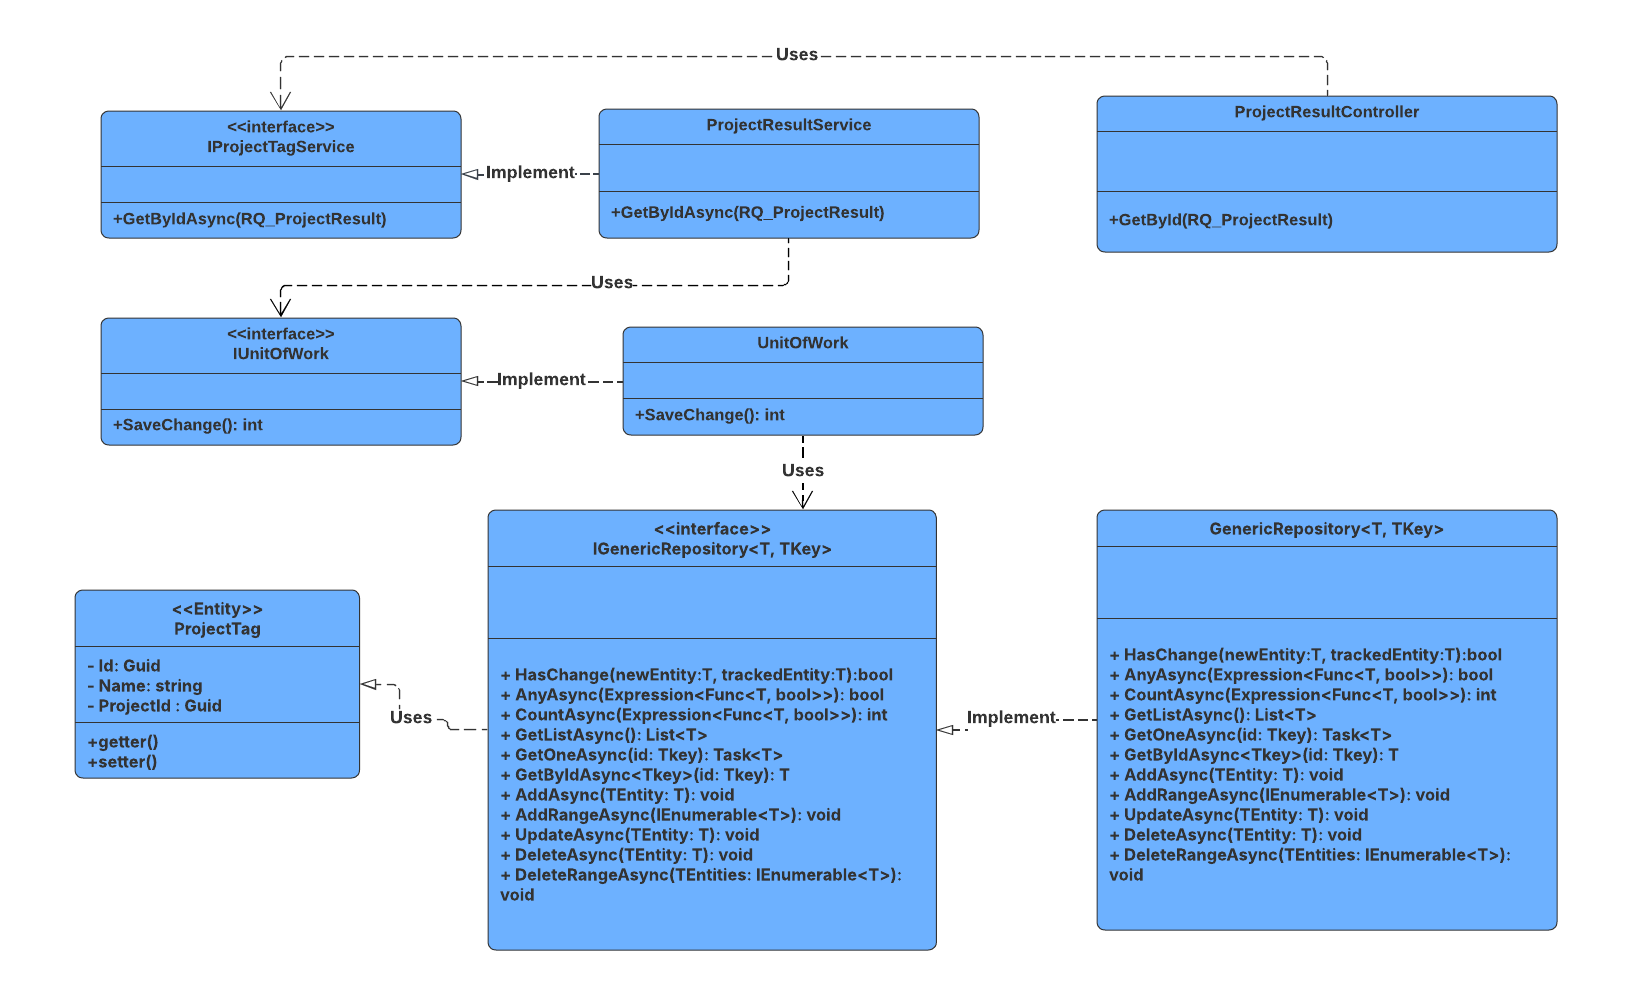 Uses
<<interface>>
IProjectTagService
+GetByIdAsync(RQ_ProjectResult)
Implement
ProjectResultService
+GetByIdAsync(RQ_ProjectResult)
ProjectResultController
+GetById(RQ_ProjectResult)
Uses
<<interface>>
IUnitOfWork
+SaveChange(): int
Implement
UnitOfWork
+SaveChange(): int
Uses
<<Entity>>
ProjectTag
- Id: Guid
- Name: string
- ProjectId : Guid
+getter()
+setter()
Uses
<<interface>>
IGenericRepository<T, TKey>
+ HasChange(newEntity:T, trackedEntity:T):bool
+ AnyAsync(Expression<Func<T, bool>>): bool
+ CountAsync(Expression<Func<T, bool>>): int
+ GetListAsync(): List<T>
+ GetOneAsync(id: Tkey): Task<T>
+ GetByIdAsync<Tkey>(id: Tkey): T
+ AddAsync(TEntity: T): void
+ AddRangeAsync(IEnumerable<T>): void
+ UpdateAsync(TEntity: T): void
+ DeleteAsync(TEntity: T): void
+ DeleteRangeAsync(TEntities: IEnumerable<T>):
void
Implement
GenericRepository<T, TKey>
+ HasChange(newEntity:T, trackedEntity:T):bool
+ AnyAsync(Expression<Func<T, bool>>): bool
+ CountAsync(Expression<Func<T, bool>>): int
+ GetListAsync(): List<T>
+ GetOneAsync(id: Tkey): Task<T>
+ GetByIdAsync<Tkey>(id: Tkey): T
+ AddAsync(TEntity: T): void
+ AddRangeAsync(IEnumerable<T>): void
+ UpdateAsync(TEntity: T): void
+ DeleteAsync(TEntity: T): void
+ DeleteRangeAsync(TEntities: IEnumerable<T>):
void